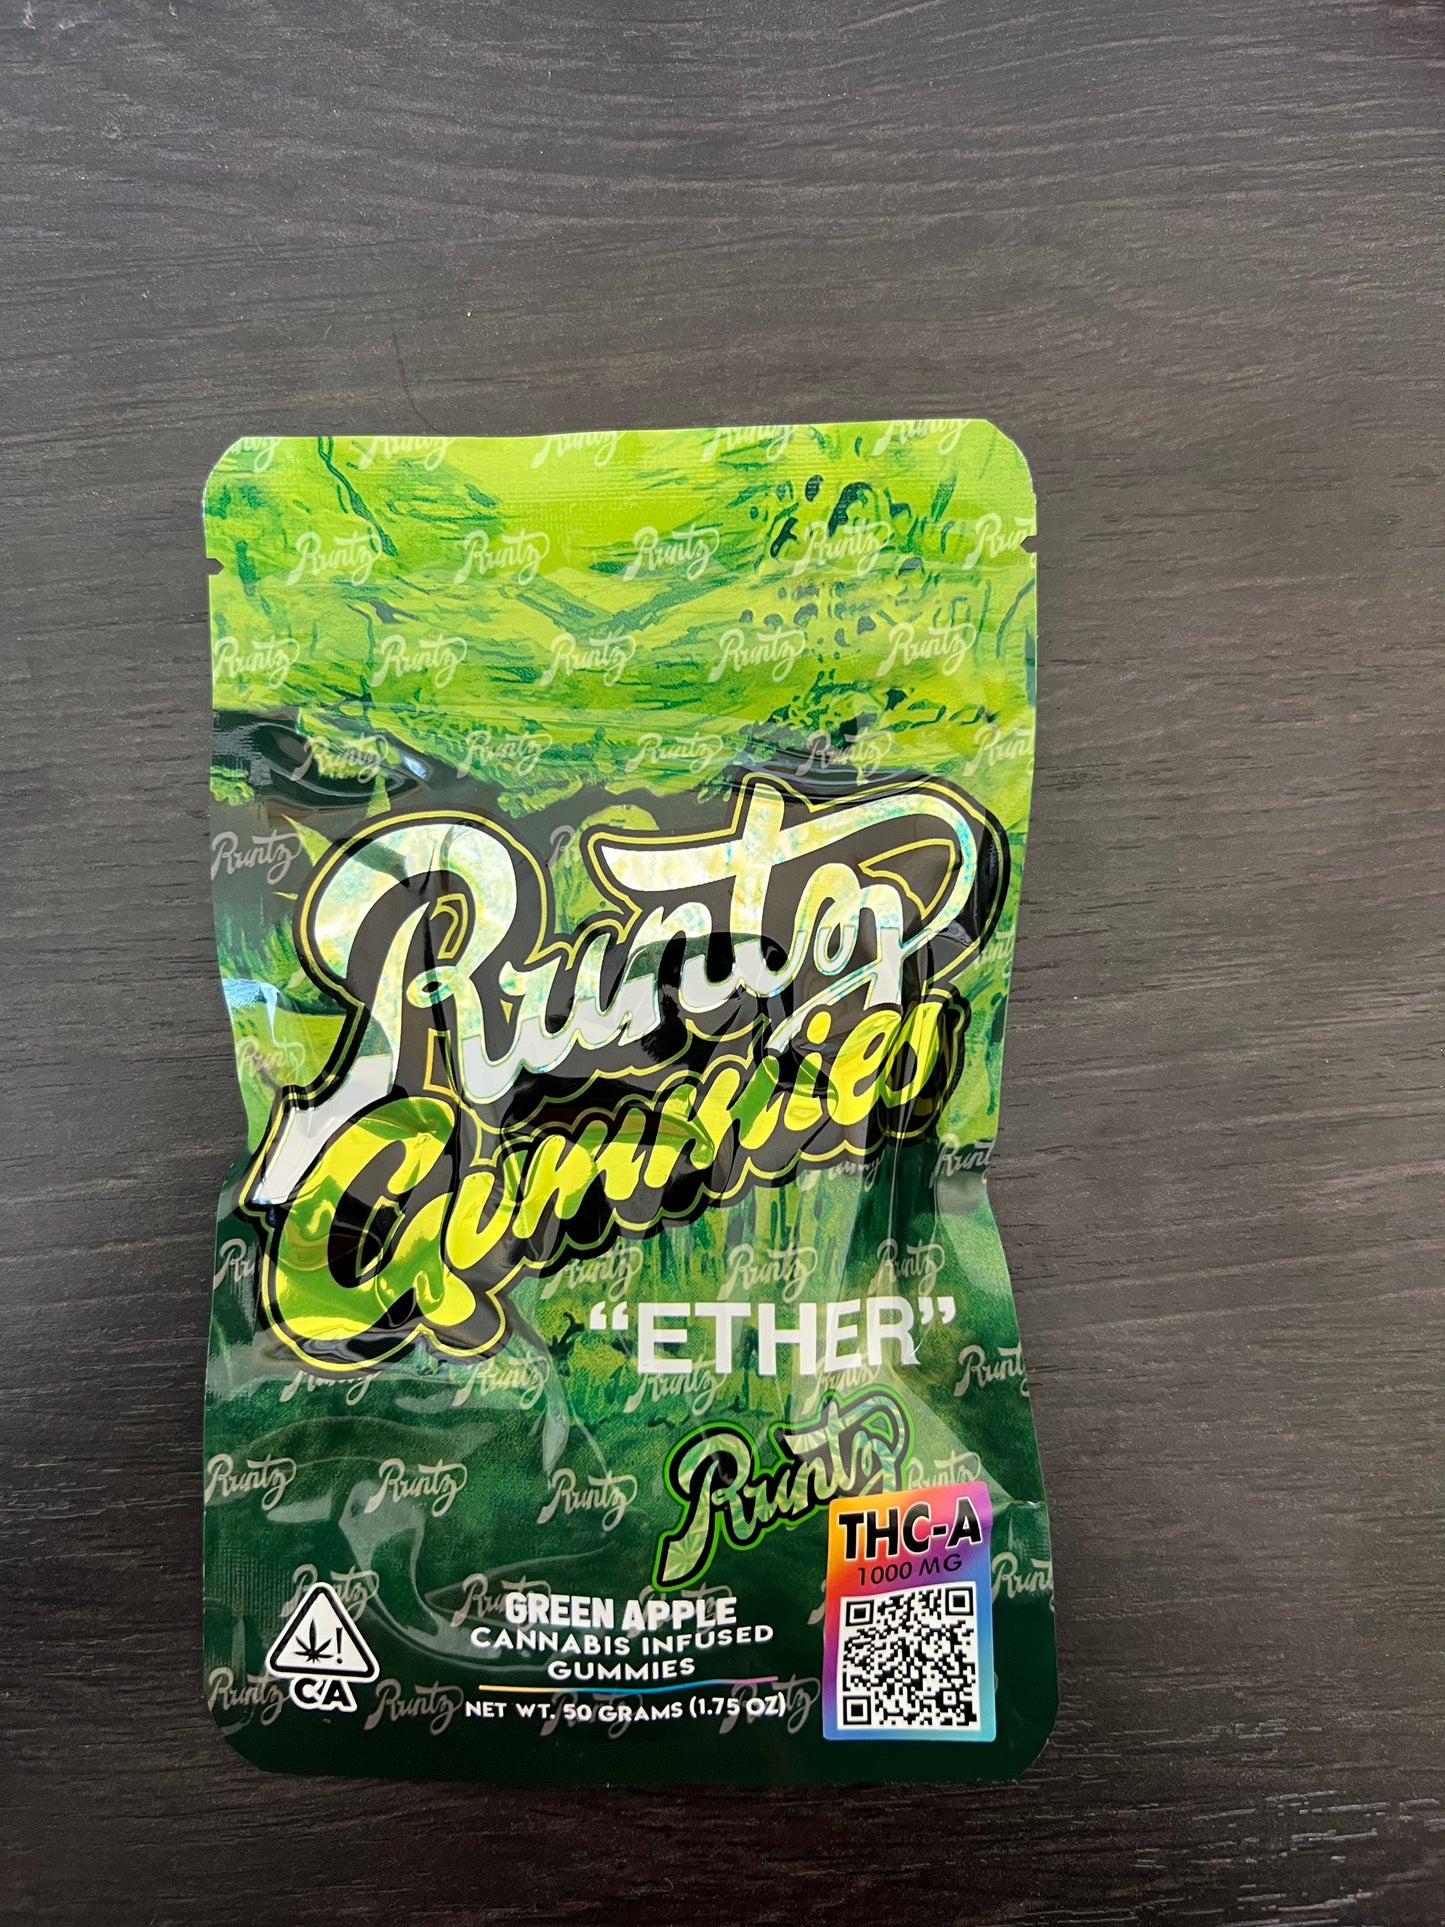 Runtz
Gummies
"ETHER"
Runtz
THC-A
1000 MG
GREEN APPLE
CANNABIS INFUSED
GUMMIES
NET WT. 50 GRAMS (1.75 OZ)
!
CA